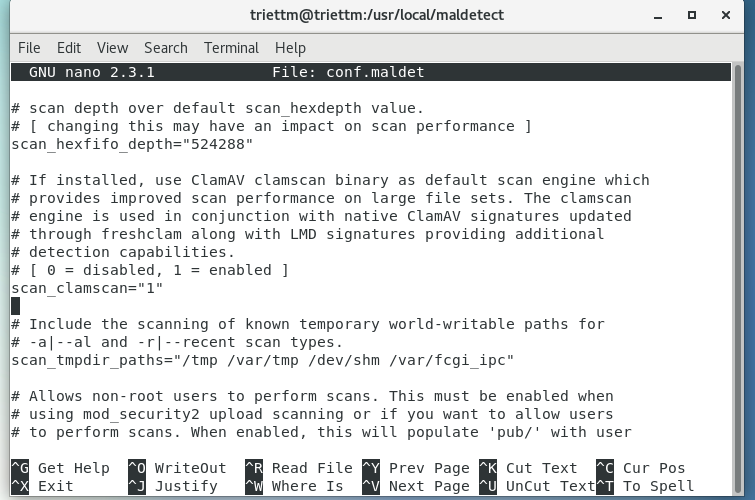 triettm@triettm:/usr/local/maldetect
File Edit View Search Terminal Help
GNU nano 2.3.1 File: conf.maldet
# scan depth over default scan_hexdepth value.
# [ changing this may have an impact on scan performance ]
scan_hexfifo_depth="524288"
# If installed, use ClamAV clamscan binary as default scan engine which
# provides improved scan performance on large file sets. The clamscan
# engine is used in conjunction with native ClamAV signatures updated
# through freshclam along with LMD signatures providing additional
# detection capabilities.
# [ 0 = disabled, 1 = enabled ]
scan_clamscan="1"
# Include the scanning of known temporary world-writable paths for
# -a|--al and -r|--recent scan types.
scan_tmpdir_paths="/tmp /var/tmp /dev/shm /var/fcgi_ipc"
# Allows non-root users to perform scans. This must be enabled when
# using mod_security2 upload scanning or if you want to allow users
# to perform scans. When enabled, this will populate 'pub/' with user
^G Get Help ^O WriteOut ^R Read File ^Y Prev Page ^K Cut Text ^C Cur Pos
^X Exit ^J Justify ^W Where Is ^V Next Page ^U UnCut Text ^T To Spell